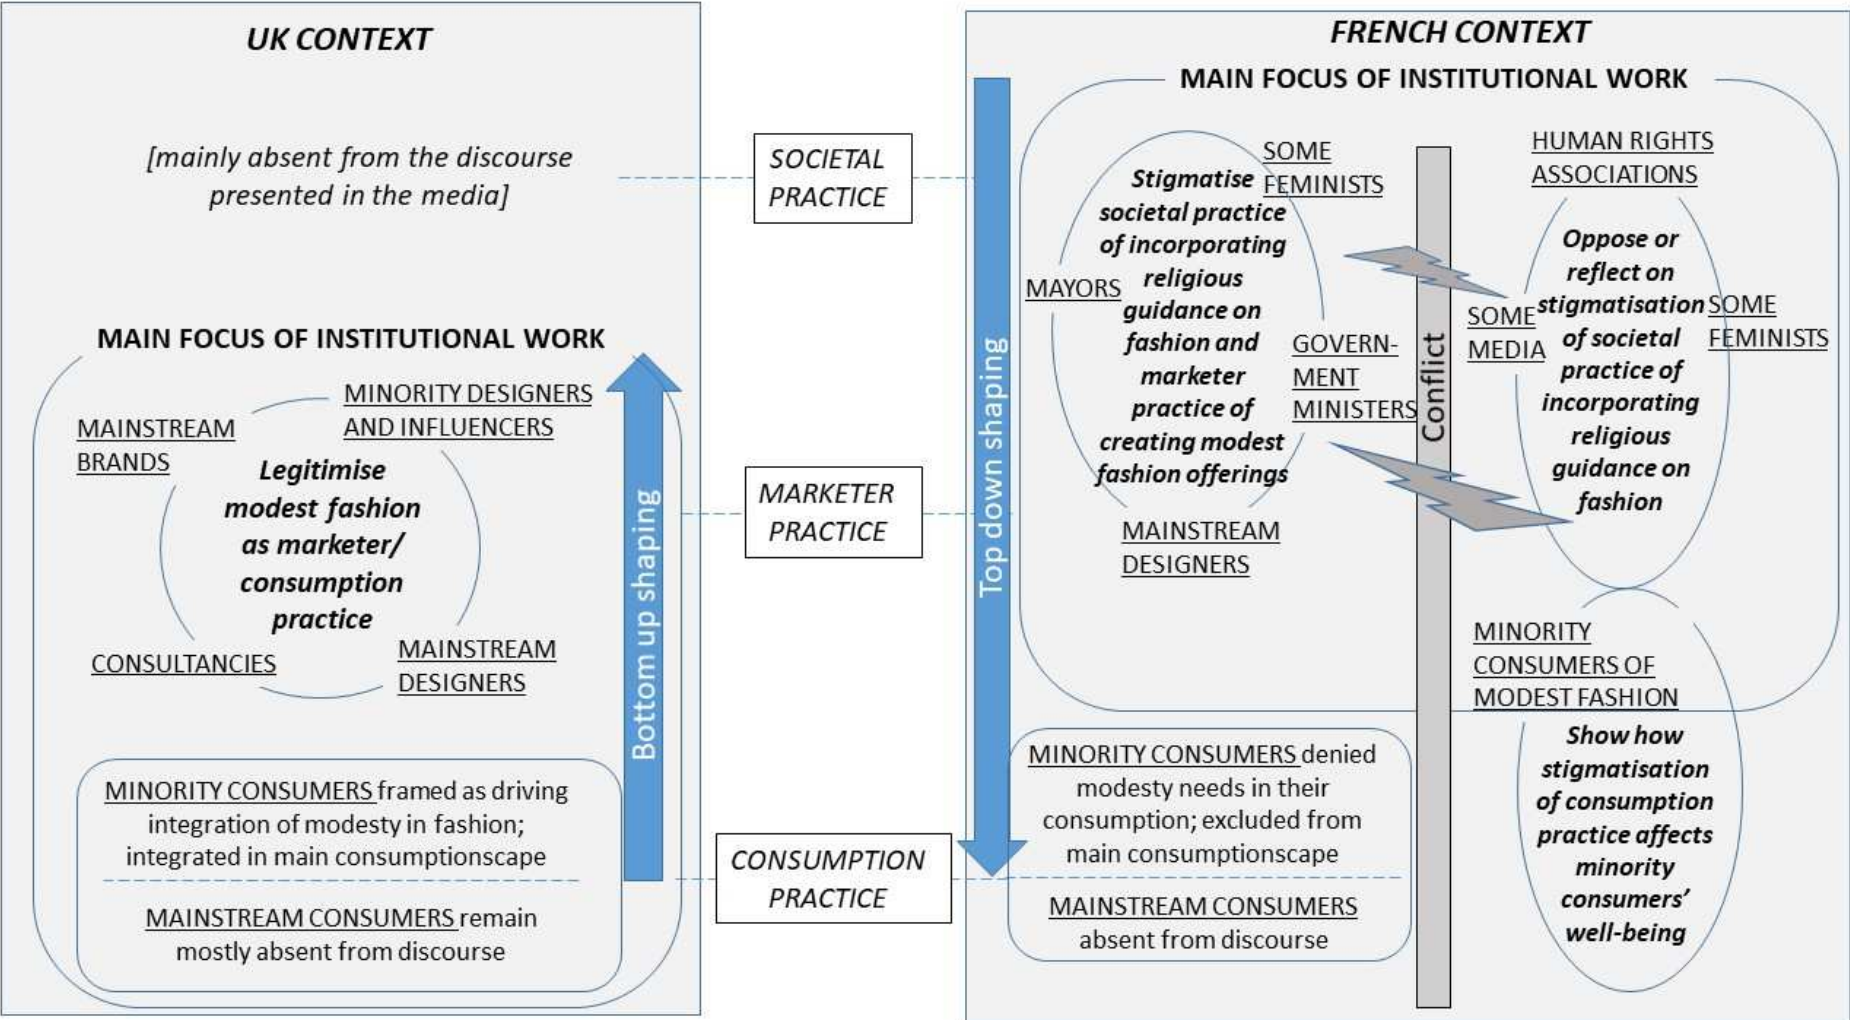 UK CONTEXT
[mainly absent from the discourse
presented in the media]
MAIN FOCUS OF INSTITUTIONAL WORK
MAINSTREAM
BRANDS
MINORITY DESIGNERS
AND INFLUENCERS
Legitimise
modest fashion
as marketer/
consumption
practice
CONSULTANCIES
MAINSTREAM
DESIGNERS
MINORITY CONSUMERS framed as driving
integration of modesty in fashion;
integrated in main consumptionscape
MAINSTREAM CONSUMERS remain
mostly absent from discourse
Bottom up shaping
SOCIETAL
PRACTICE
MARKETER
PRACTICE
CONSUMPTION
PRACTICE
FRENCH CONTEXT
MAIN FOCUS OF INSTITUTIONAL WORK
Top down shaping
SOME
FEMINISTS
MAYORS
Stigmatise
societal practice
of incorporating
religious
guidance on
fashion and
marketer
practice of
creating modest
fashion offerings
GOVERN-
MENT
MINISTERS
MAINSTREAM
DESIGNERS
Conflict
HUMAN RIGHTS
ASSOCIATIONS
SOME
MEDIA
Oppose or
reflect on
stigmatisation
of societal
practice of
incorporating
religious
guidance on
fashion
SOME
FEMINISTS
MINORITY
CONSUMERS OF
MODEST FASHION
Show how
stigmatisation
of consumption
practice affects
minority
consumers'
well-being
MINORITY CONSUMERS denied
modesty needs in their
consumption; excluded from
main consumptionscape
MAINSTREAM CONSUMERS
absent from discourse